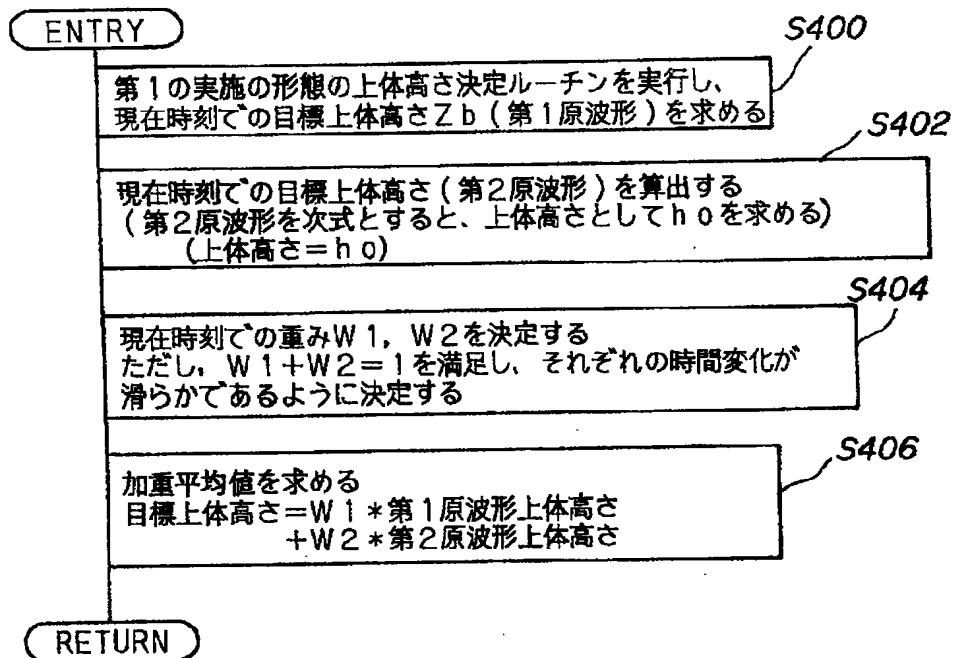 ENTRY
S400
第1の実施の形態の上体高さ決定ルーチンを実行し、
現在時刻での目標上体高さZb(第1原波形)を求める
S402
現在時刻での目標上体高さ(第2原波形)を算出する
(第2原波形を次式とすると、上体高さとしてhoを求める)
(上体高さ=ho)
S404
現在時刻での重みW1，W2を決定する
ただし，W1+W2=1を満足し、それぞれの時間変化が
滑らかであるように決定する
S406
加重平均値を求める
目標上体高さ=W1*第1原波形上体高さ
+W2*第2原波形上体高さ
RETURN